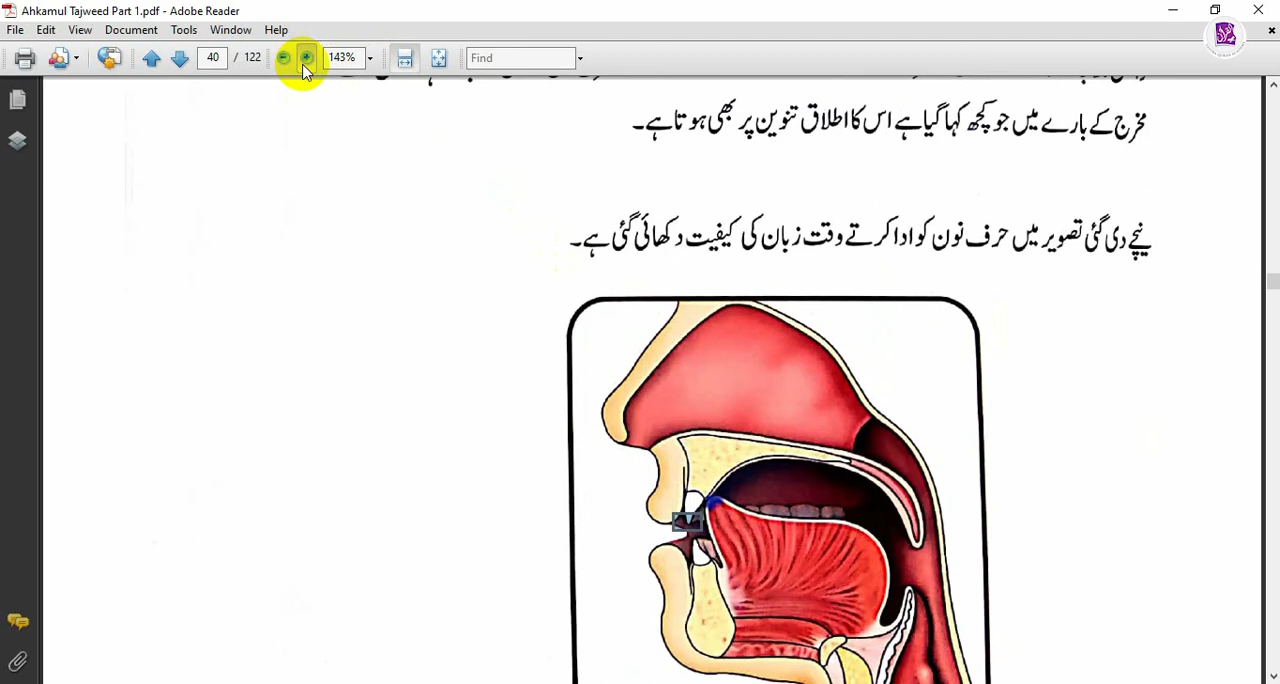 Ahkamul Tajweed Part 1.pdf - Adobe Reader
File Edit View Document Tools Window Help
40 / 122 143% Find
مخرج کے بارے میں جو کچھ کہا گیا ہے اس کا اطلاق تنوین پر بھی ہوتا ہے۔
نیچے دی گئی تصویر میں حرف نون کو ادا کرتے وقت زبان کی کیفیت دکھائی گئی ہے۔